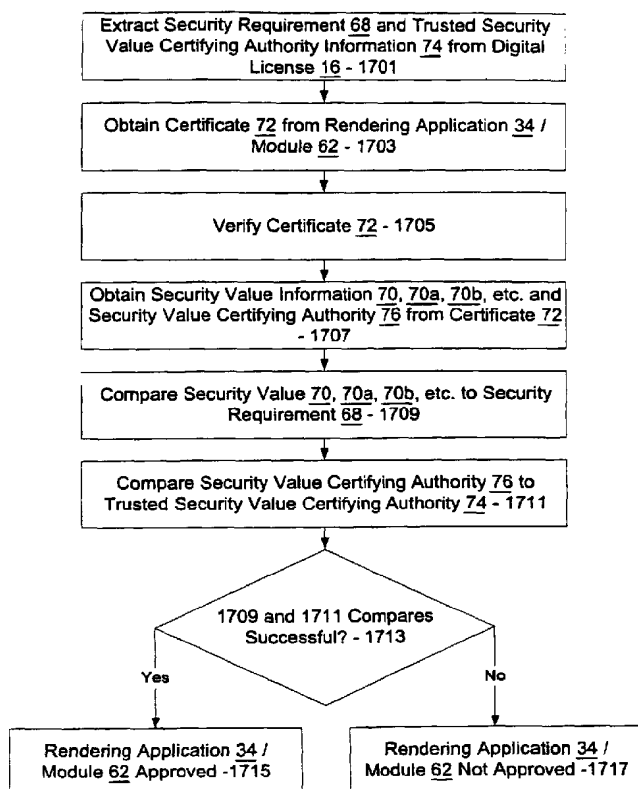 Extract Security Requirement 68 and Trusted Security
Value Certifying Authority Information 74 from Digital
License 16 - 1701
Obtain Certificate 72 from Rendering Application 34 /
Module 62 - 1703
Verify Certificate 72 - 1705
Obtain Security Value Information 70, 70a, 70b, etc. and
Security Value Certifying Authority 76 from Certificate 72
- 1707
Compare Security Value 70, 70a, 70b, etc. to Security
Requirement 68 - 1709
Compare Security Value Certifying Authority 76 to
Trusted Security Value Certifying Authority 74 - 1711
1709 and 1711 Compares
Successful? - 1713
Yes
No
Rendering Application 34 /
Module 62 Approved -1715
Rendering Application 34 /
Module 62 Not Approved -1717